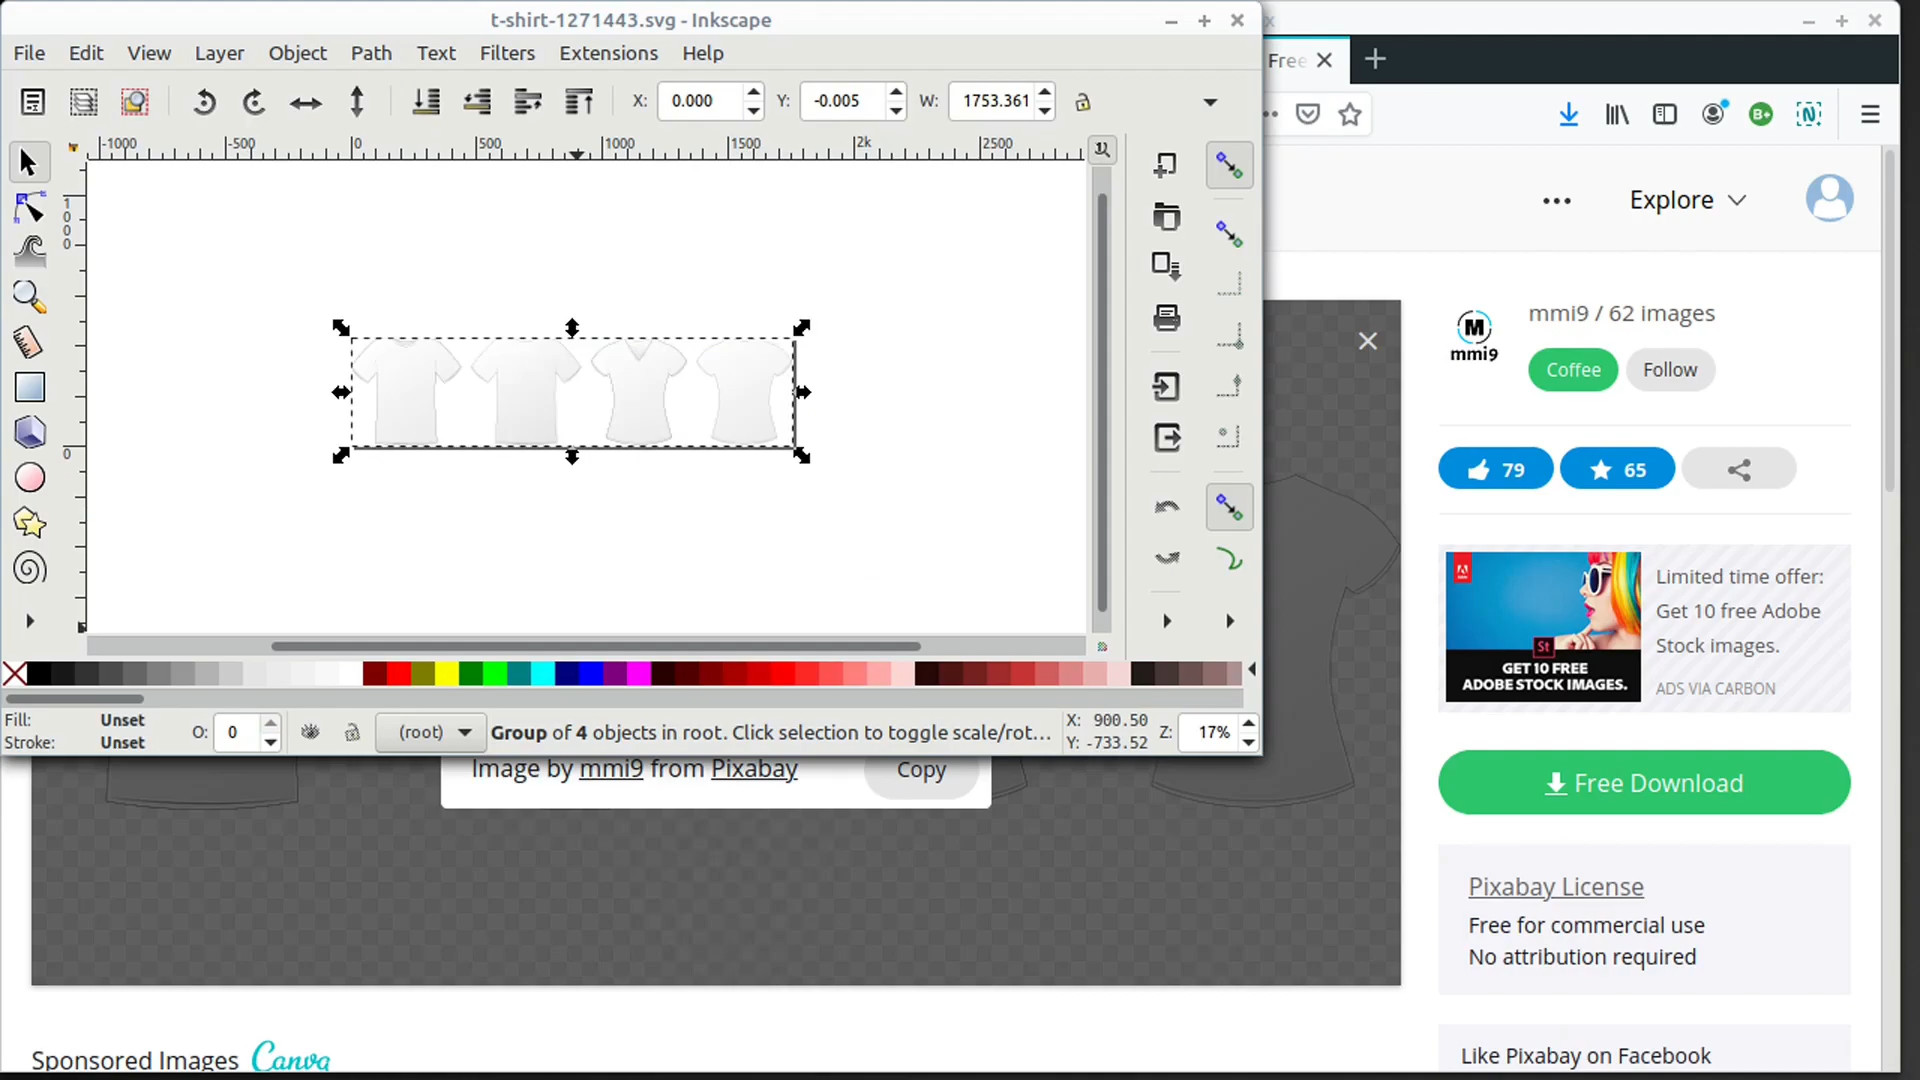 t-shirt-1271443.svg - Inkscape
File Edit View Layer Object Path Text Filters Extensions Help
X: 0.000 Y: -0.005 W: 1753.361
-1000 -500 0 500 1000 1500 2k 2500
1000
0
Fill: Unset
Stroke: Unset
O: 0
(root)
Group of 4 objects in root. Click selection to toggle scale/rot...
X: 900.50
Y: -733.52
Z: 17%
Free
B+
N
Explore
M
mmi9
mmi9 / 62 images
Coffee Follow
79 65
St
GET 10 FREE
ADOBE STOCK IMAGES.
Limited time offer:
Get 10 free Adobe
Stock images.
ADS VIA CARBON
Image by mmi9 from Pixabay
Copy
Free Download
Pixabay License
Free for commercial use
No attribution required
Sponsored Images Canva
Like Pixabay on Facebook